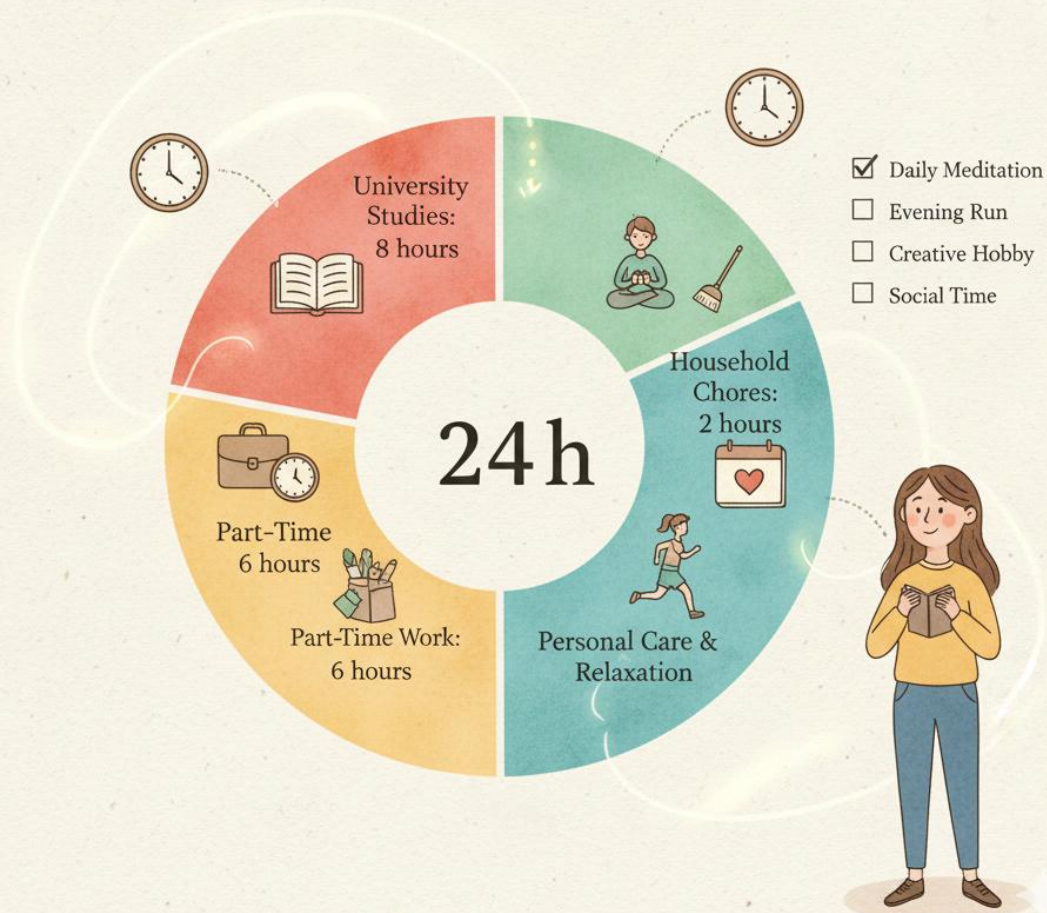 University
Studies:
8 hours
Daily Meditation
Evening Run
Creative Hobby
Social Time
Household
Chores:
2 hours
24h
Part-Time
6 hours
Part-Time Work:
6 hours
Personal Care &
Relaxation